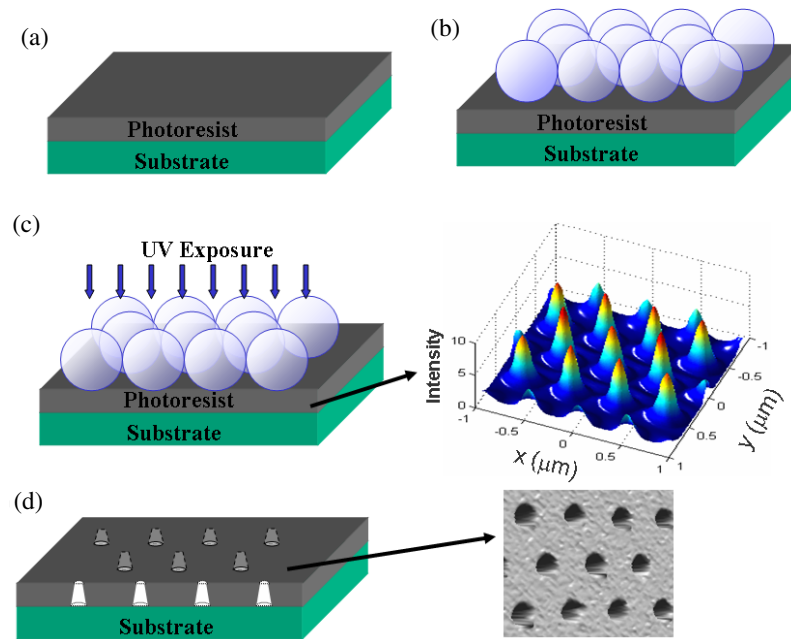 (a)
Photoresist
Substrate
(b)
Photoresist
Substrate
(c)
UV Exposure
Photoresist
Substrate
Intensity
10
5
0
-1
-0.5
0
0.5
1
x (μm)
-1
-0.5
0
0.5
1
y (μm)
(d)
Substrate